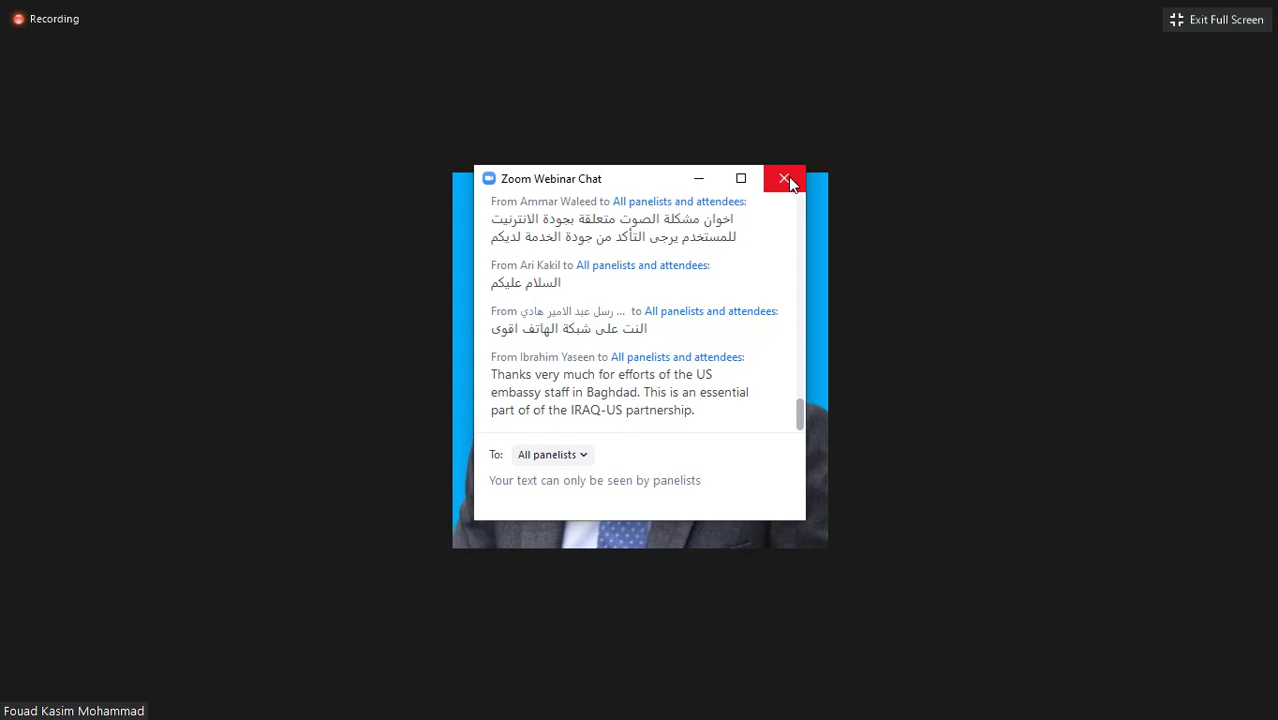 Recording
Exit Full Screen
Zoom Webinar Chat
From Ammar Waleed to All panelists and attendees:
اخوان مشكلة الصوت متعلقة بجودة الانترنيت
للمستخدم يرجى التأكد من جودة الخدمة لديكم
From Ari Kakil to All panelists and attendees:
السلام عليكم
From رسل عبد الامير هادي ... to All panelists and attendees:
النت على شبكة الهاتف اقوى
From Ibrahim Yaseen to All panelists and attendees:
Thanks very much for efforts of the US
embassy staff in Baghdad. This is an essential
part of of the IRAQ-US partnership.
To: All panelists
Your text can only be seen by panelists
Fouad Kasim Mohammad